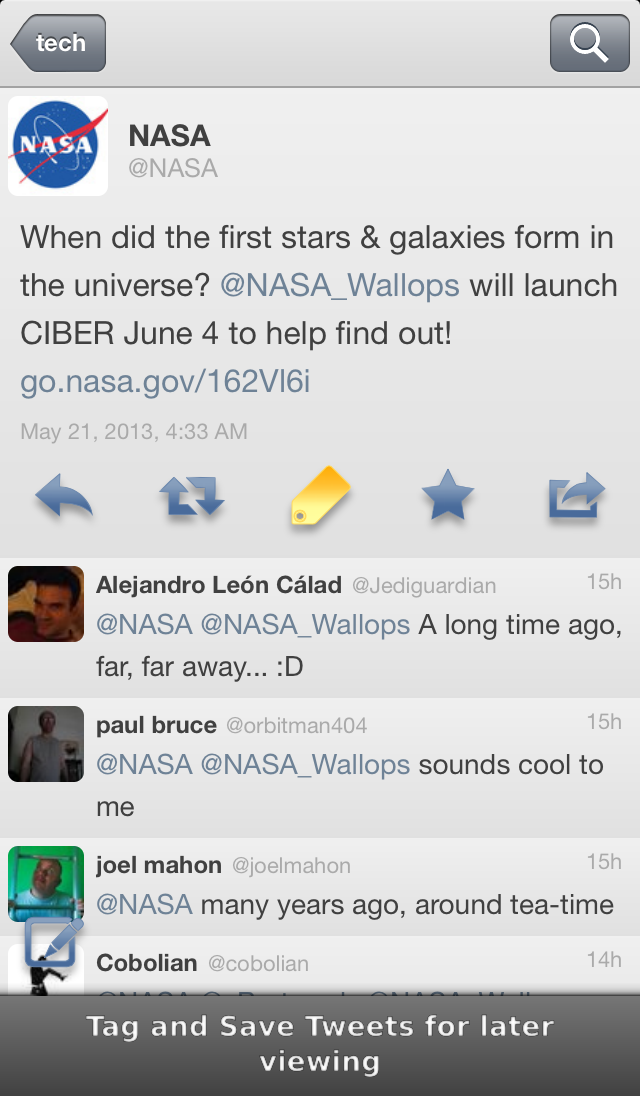 tech
NASA
NASA
@NASA
When did the first stars & galaxies form in
the universe? @NASA_Wallops will launch
CIBER June 4 to help find out!
go.nasa.gov/162Vl6i
May 21, 2013, 4:33 AM
Alejandro León Cálad @Jediguardian 15h
@NASA @NASA_Wallops A long time ago,
far, far away... :D
paul bruce @orbitman404 15h
@NASA @NASA_Wallops sounds cool to
me
joel mahon @joelmahon 15h
@NASA many years ago, around tea-time
Cobolian @cobolian 14h
Tag and Save Tweets for later
viewing